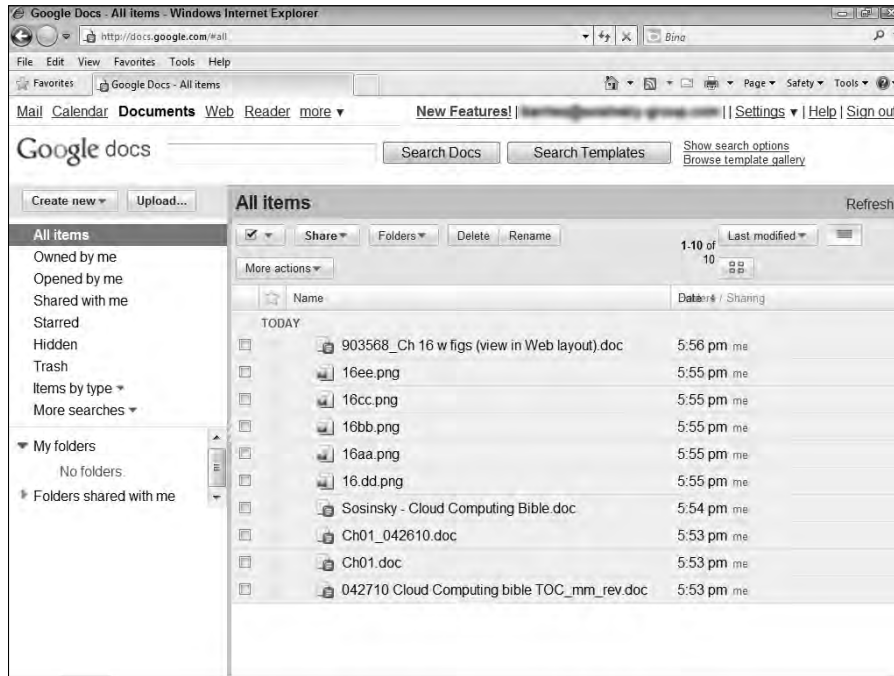 Google Docs - All items - Windows Internet Explorer
http://docs.google.com/#all
Bing
File Edit View Favorites Tools Help
Favorites Google Docs - All items Page Safety Tools
Mail Calendar Documents Web Reader more New Features! | || Settings | Help | Sign out
Google docs Search Docs Search Templates Show search options
Browse template gallery
Create new Upload... All items Refresh
All items
Owned by me
Opened by me
Shared with me
Starred
Hidden
Trash
Items by type
More searches
My folders
No folders.
Folders shared with me
Share Folders Delete Rename 1-10 of 10 Last modified
More actions
Name Date / Sharing
TODAY
903568_Ch 16 w figs (view in Web layout).doc 5:56 pm me
16ee.png 5:55 pm me
16cc.png 5:55 pm me
16bb.png 5:55 pm me
16aa.png 5:55 pm me
16.dd.png 5:55 pm me
Sosinsky - Cloud Computing Bible.doc 5:54 pm me
Ch01_042610.doc 5:53 pm me
Ch01.doc 5:53 pm me
042710 Cloud Computing bible TOC_mm_rev.doc 5:53 pm me